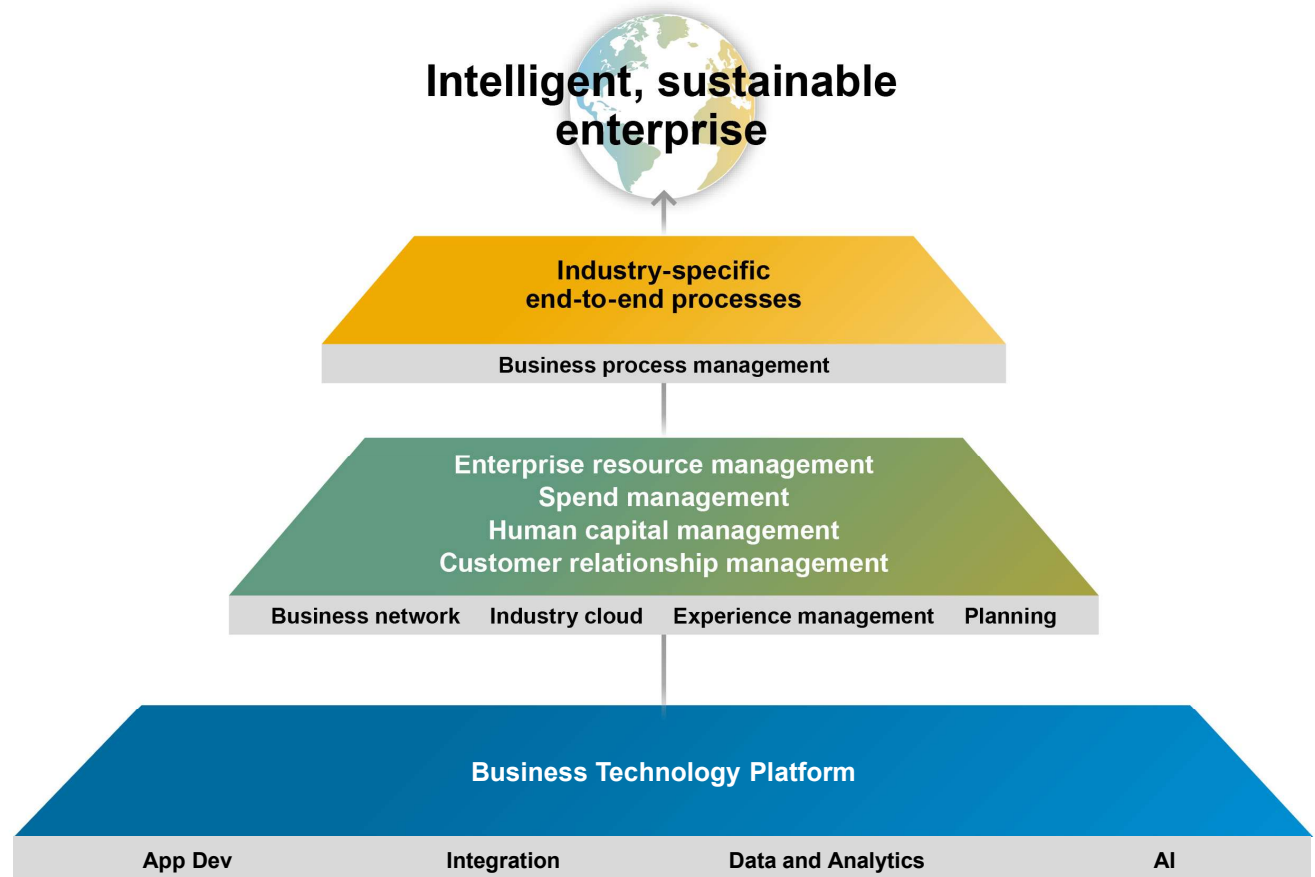 Intelligent, sustainable
enterprise
Industry-specific
end-to-end processes
Business process management
Enterprise resource management
Spend management
Human capital management
Customer relationship management
Business network Industry cloud Experience management Planning
Business Technology Platform
App Dev Integration Data and Analytics AI